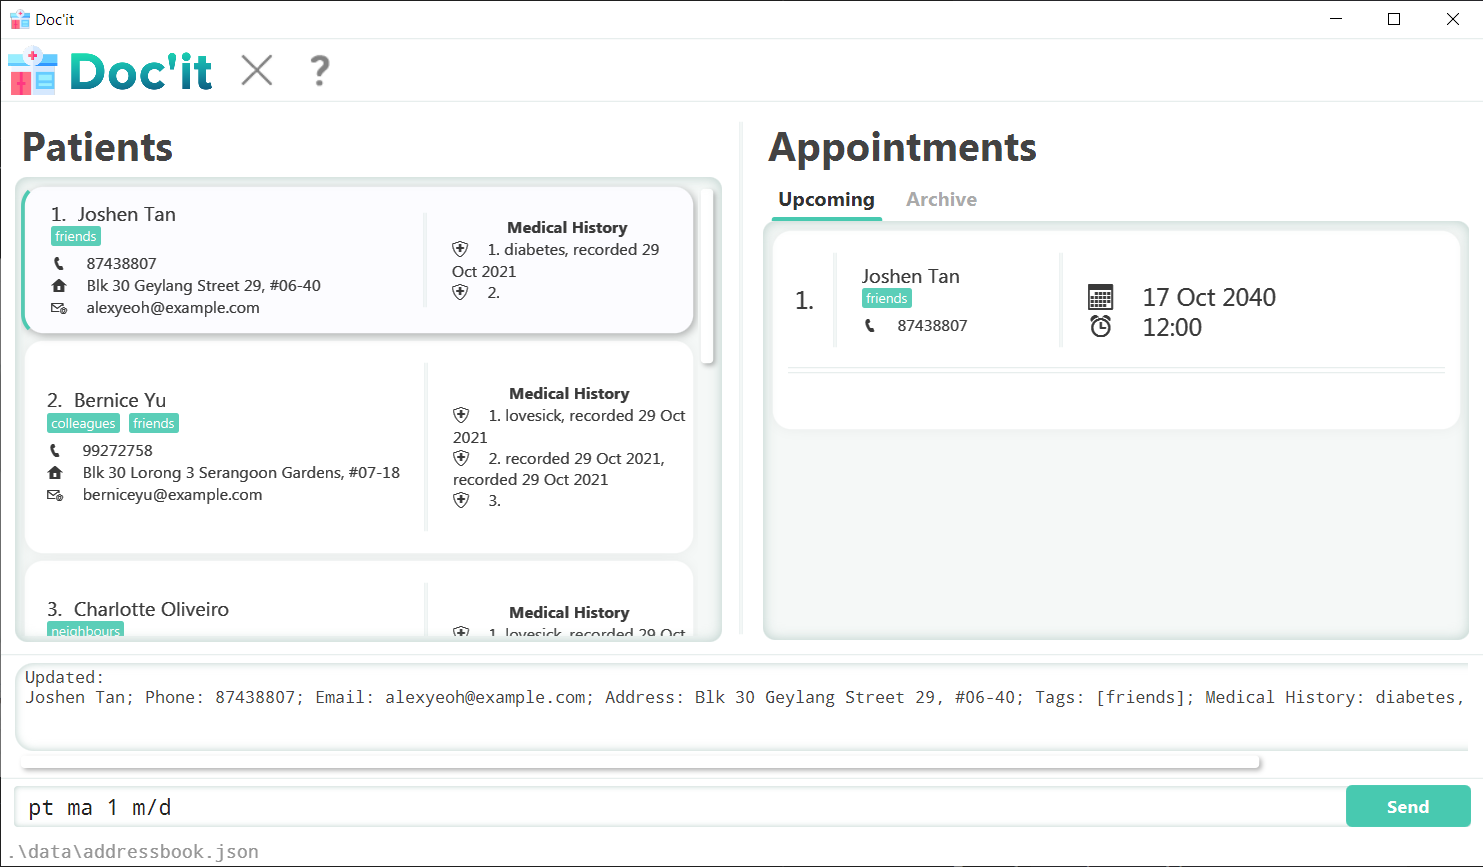 Doc'it
Doc'it
?
Patients
1. Joshen Tan
friends
87438807
Blk 30 Geylang Street 29, #06-40
alexyeoh@example.com
Medical History
1. diabetes, recorded 29
Oct 2021
2.
2. Bernice Yu
colleagues friends
99272758
Blk 30 Lorong 3 Serangoon Gardens, #07-18
berniceyu@example.com
Medical History
1. lovesick, recorded 29 Oct
2021
2. recorded 29 Oct 2021,
recorded 29 Oct 2021
3.
3. Charlotte Oliveiro
neighbours
Medical History
1. lovesick, recorded 29 Oct
Appointments
Upcoming Archive
1.
Joshen Tan
friends
87438807
17 Oct 2040
12:00
Updated:
Joshen Tan; Phone: 87438807; Email: alexyeoh@example.com; Address: Blk 30 Geylang Street 29, #06-40; Tags: [friends]; Medical History: diabetes,
pt ma 1 m/d
Send
.\data\addressbook.json